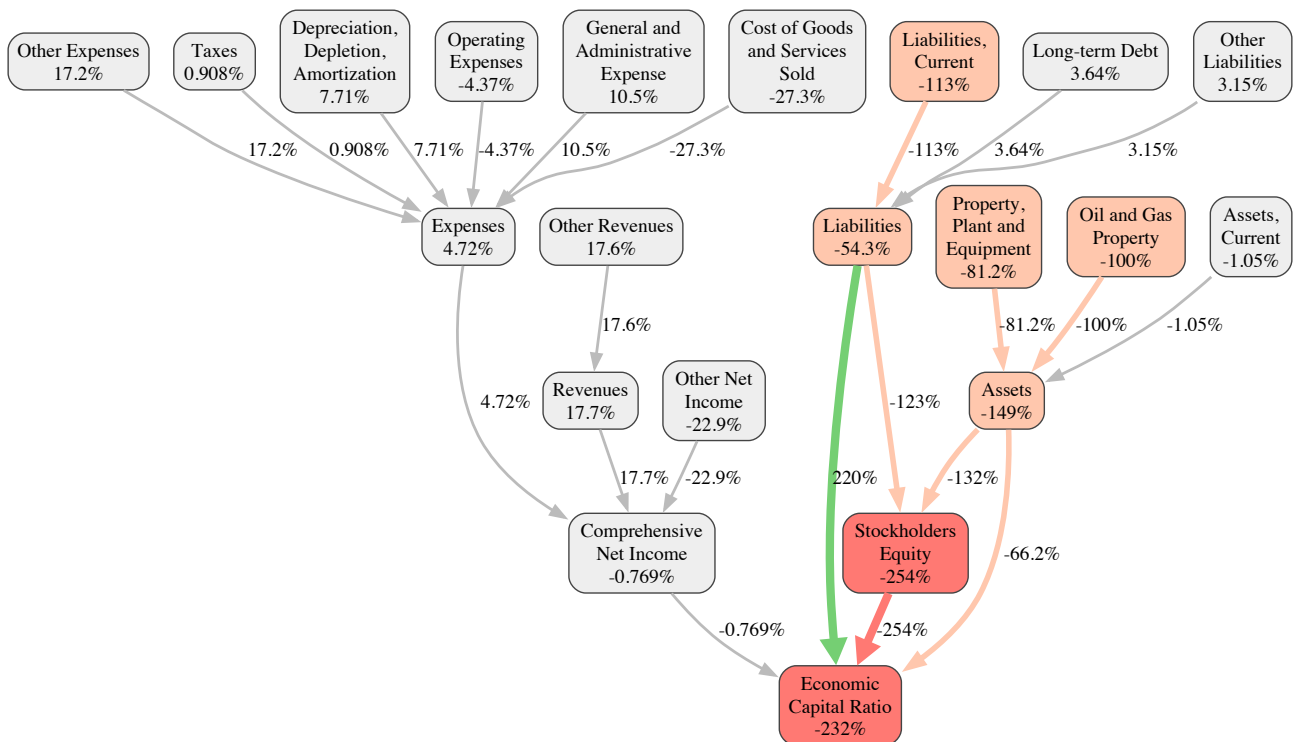 Other Expenses
17.2%
Taxes
0.908%
Depreciation,
Depletion,
Amortization
7.71%
Operating
Expenses
-4.37%
General and
Administrative
Expense
10.5%
Cost of Goods
and Services
Sold
-27.3%
Liabilities,
Current
-113%
Long-term Debt
3.64%
Other
Liabilities
3.15%
17.2%
0.908%
7.71%
-4.37%
10.5%
-27.3%
-113%
3.64%
3.15%
Expenses
4.72%
Other Revenues
17.6%
Liabilities
-54.3%
Property,
Plant and
Equipment
-81.2%
Oil and Gas
Property
-100%
Assets,
Current
-1.05%
17.6%
-81.2%
-100%
-1.05%
4.72%
Revenues
17.7%
Other Net
Income
-22.9%
-123%
Assets
-149%
17.7%
-22.9%
220%
-132%
Comprehensive
Net Income
-0.769%
Stockholders
Equity
-254%
-66.2%
-0.769%
-254%
Economic
Capital Ratio
-232%